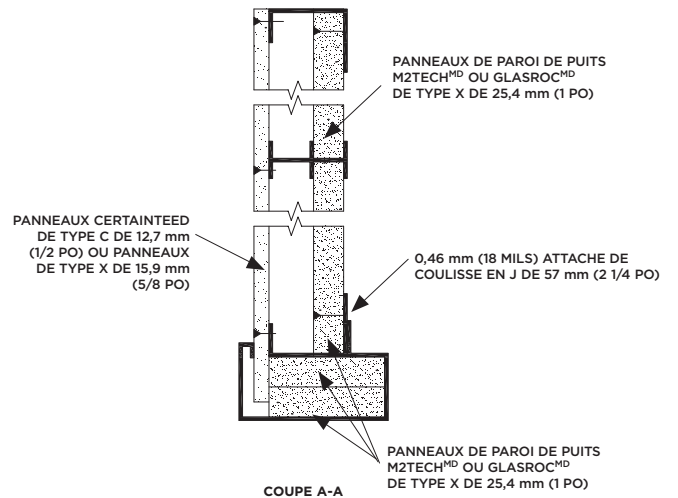 PANNEAUX DE PAROI DE PUITS
M2TECHMD OU GLASROCMD
DE TYPE X DE 25,4 mm (1 PO)
PANNEAUX CERTAINTEED
DE TYPE C DE 12,7 mm
(1/2 PO) OU PANNEAUX
DE TYPE X DE 15,9 mm
(5/8 PO)
0,46 mm (18 MILS) ATTACHE DE
COULISSE EN J DE 57 mm (2 1/4 PO)
PANNEAUX DE PAROI DE PUITS
M2TECHMD OU GLASROCMD
DE TYPE X DE 25,4 mm (1 PO)
COUPE A-A